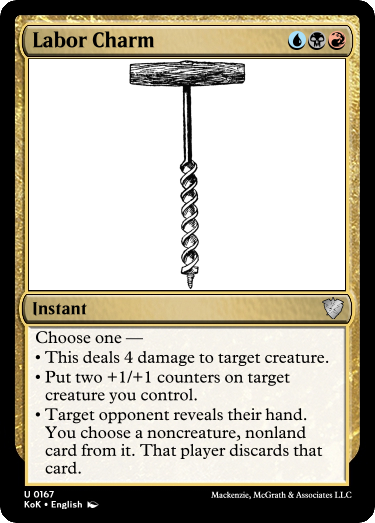 Labor Charm
Instant
Choose one —
• This deals 4 damage to target creature.
• Put two +1/+1 counters on target
creature you control.
• Target opponent reveals their hand.
You choose a noncreature, nonland
card from it. That player discards that
card.
U 0167
KoK • English Mackenzie, McGrath & Associates LLC